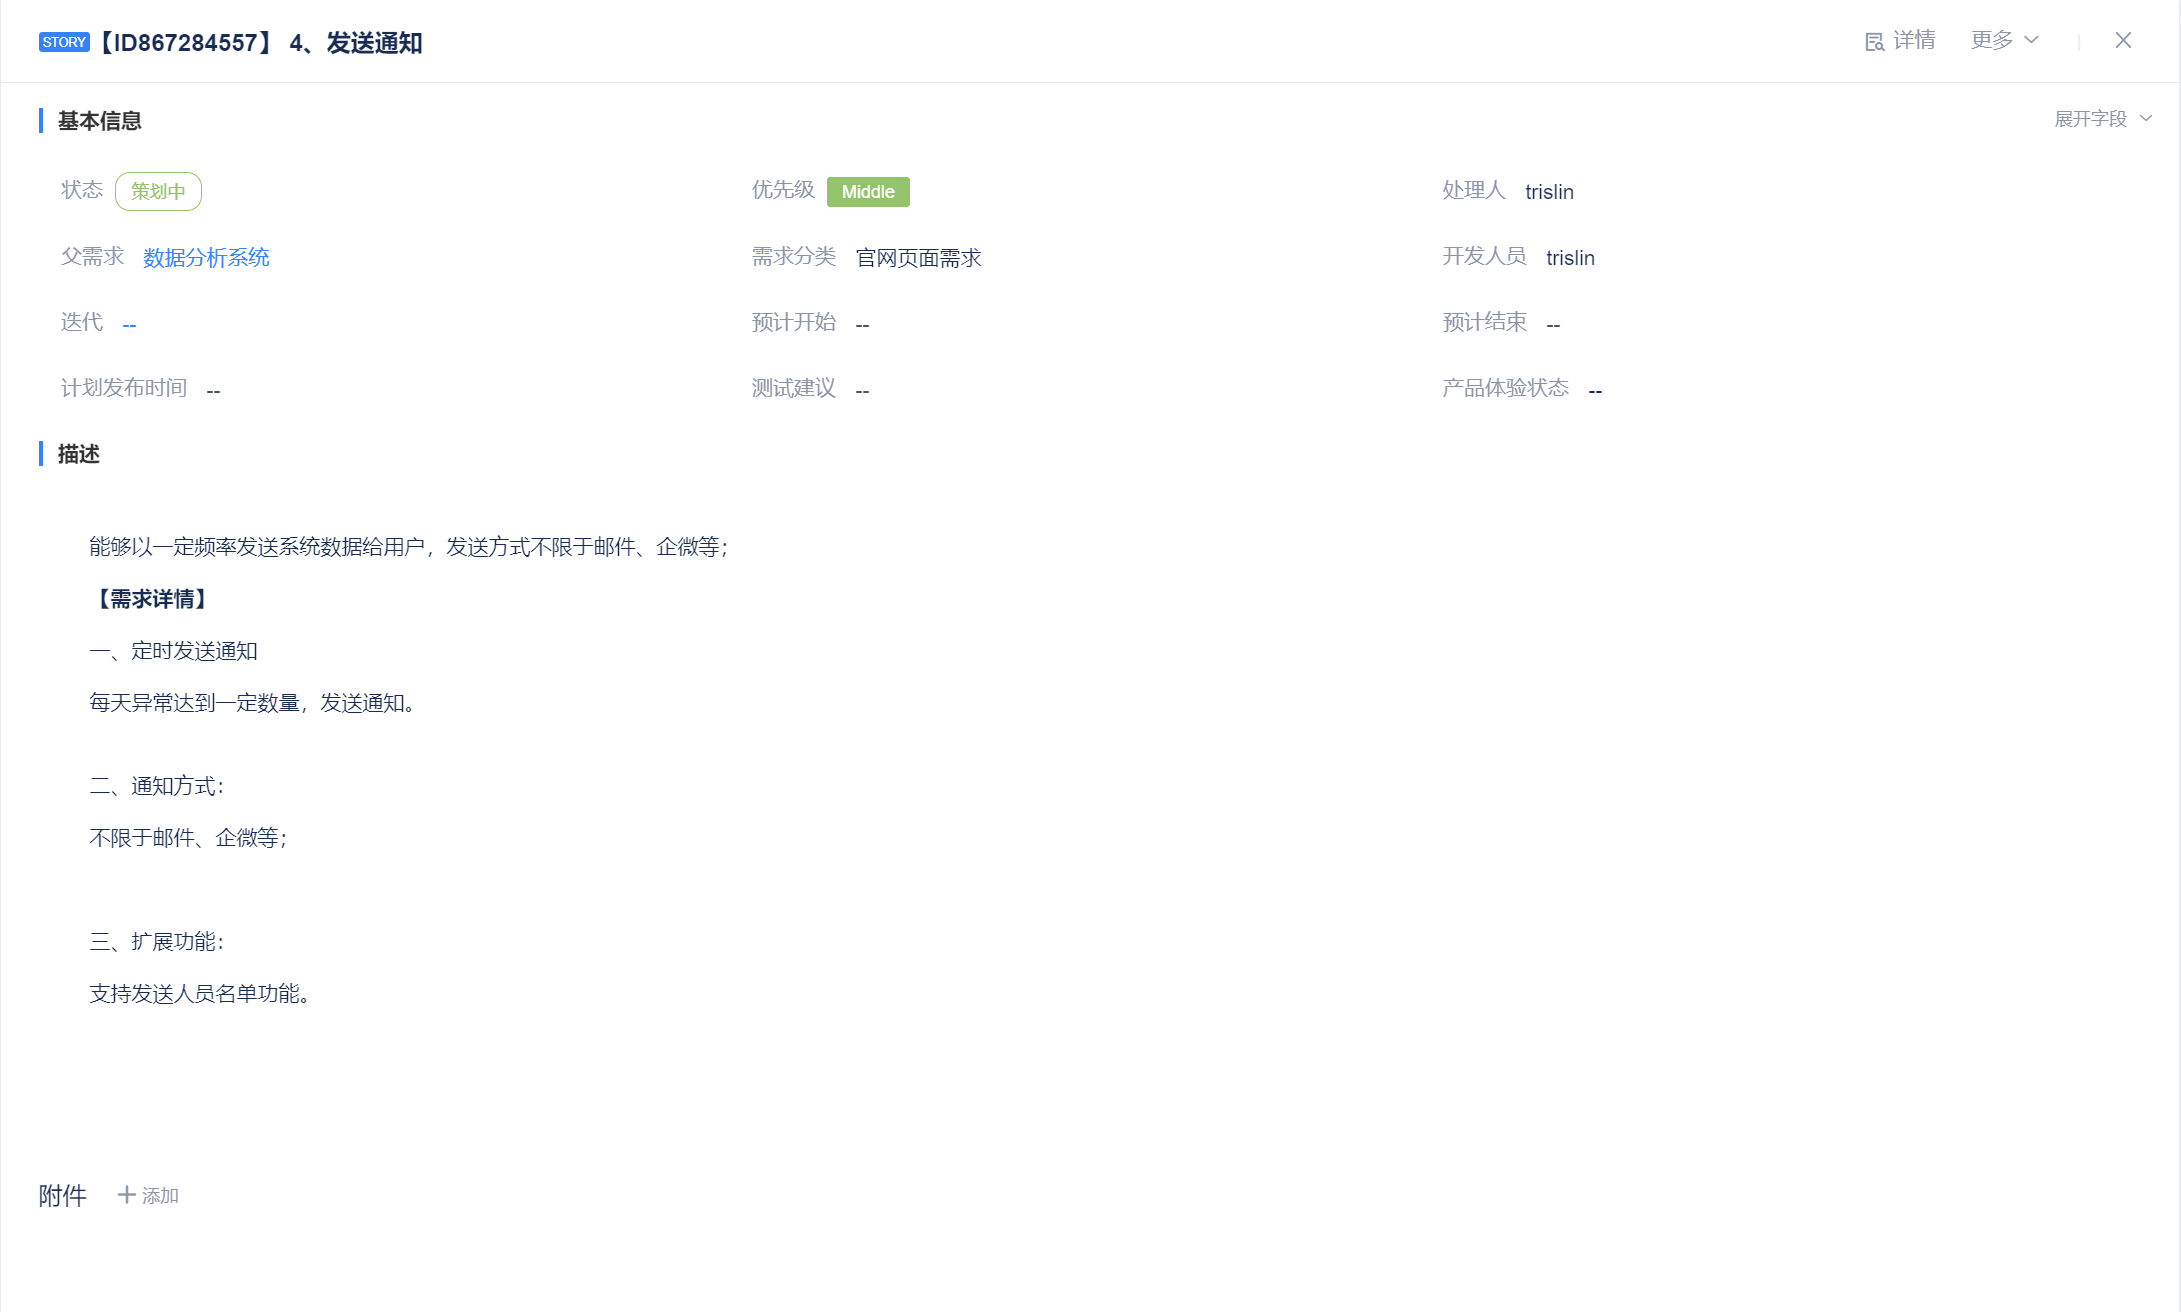 STORY 【ID867284557】 4、发送通知 详情 更多
基本信息 展开字段
状态 策划中 优先级 Middle 处理人 trislin
父需求 数据分析系统 需求分类 官网页面需求 开发人员 trislin
迭代 -- 预计开始 -- 预计结束 --
计划发布时间 -- 测试建议 -- 产品体验状态 --
描述
能够以一定频率发送系统数据给用户，发送方式不限于邮件、企微等；
【需求详情】
一、定时发送通知
每天异常达到一定数量，发送通知。
二、通知方式：
不限于邮件、企微等；
三、扩展功能：
支持发送人员名单功能。
附件 添加